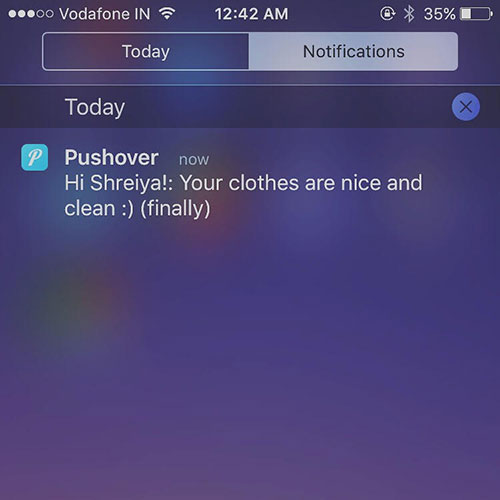 Vodafone IN 12:42 AM 35%
Today Notifications
Today
Pushover now
Hi Shreiya!: Your clothes are nice and
clean :) (finally)